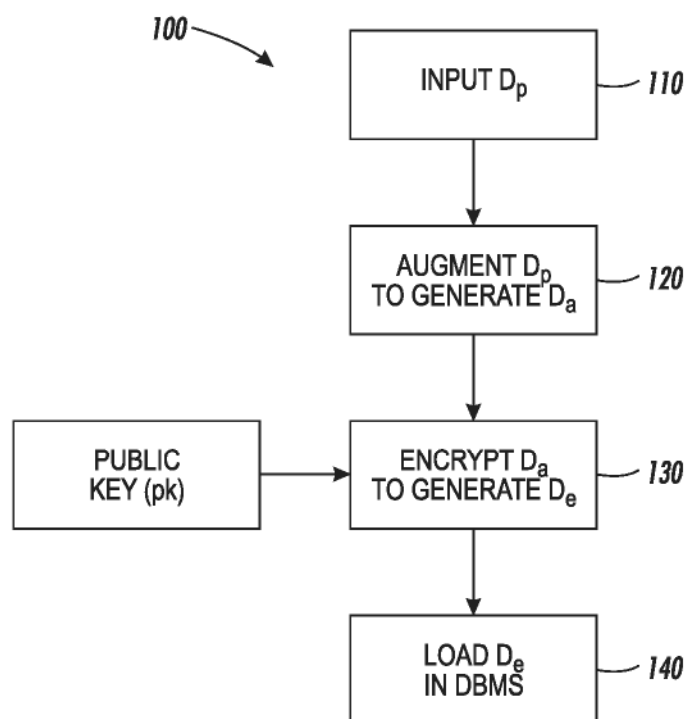 100
INPUT Dp
110
AUGMENT Dp
TO GENERATE Da
120
PUBLIC
KEY (pk)
ENCRYPT Da
TO GENERATE De
130
LOAD De
IN DBMS
140